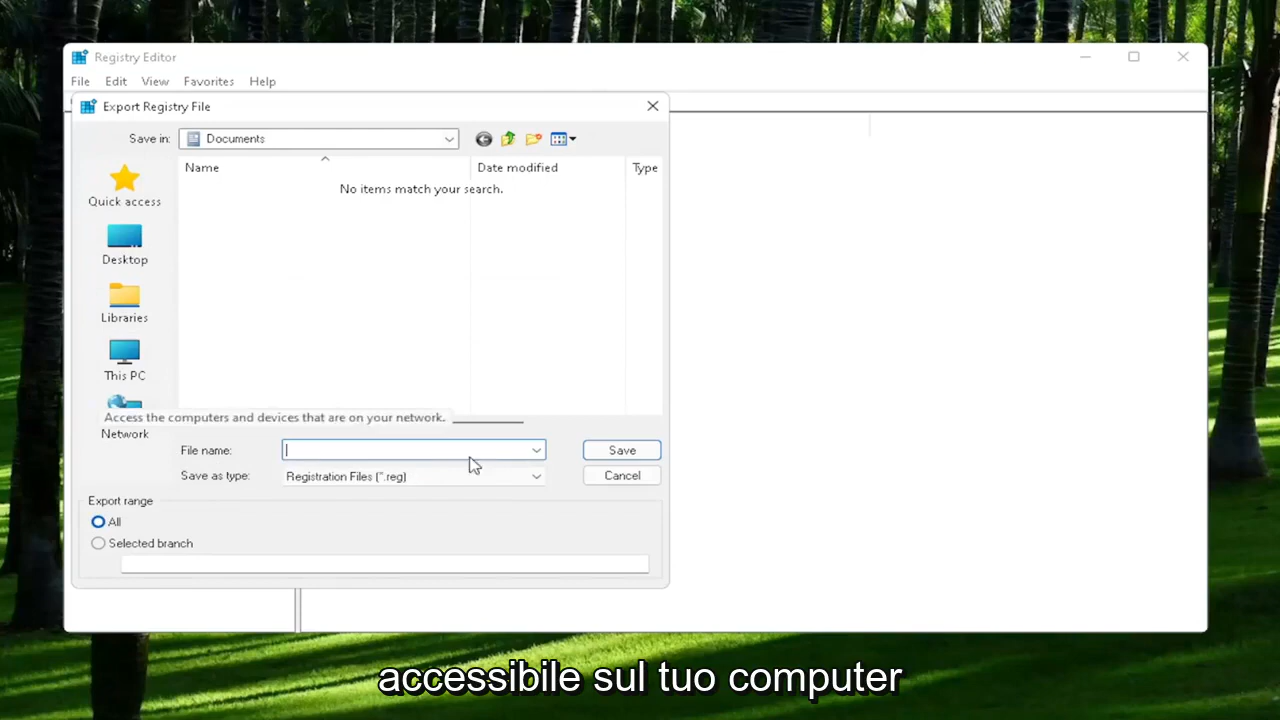 Registry Editor
File Edit View Favorites Help
Export Registry File
Save in: Documents
Name Date modified Type
No items match your search.
Quick access
Desktop
Libraries
This PC
Access the computers and devices that are on your network.
Network
File name: Save
Save as type: Registration Files (*.reg) Cancel
Export range
All
Selected branch
accessibile sul tuo computer